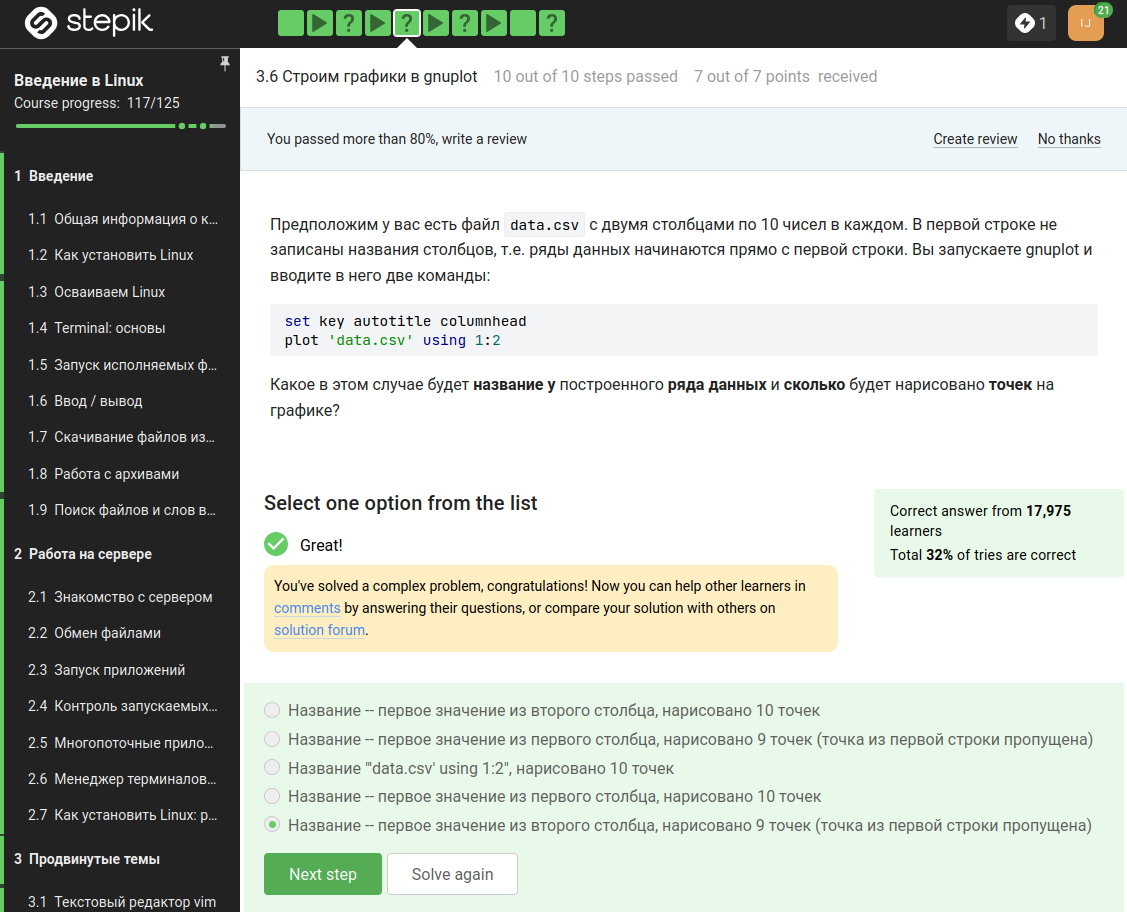 stepik
?
?
?
?
1
IJ
21
Введение в Linux
Course progress: 117/125
1 Введение
1.1 Общая информация о к...
1.2 Как установить Linux
1.3 Осваиваем Linux
1.4 Terminal: основы
1.5 Запуск исполняемых ф...
1.6 Ввод / вывод
1.7 Скачивание файлов из...
1.8 Работа с архивами
1.9 Поиск файлов и слов в...
2 Работа на сервере
2.1 Знакомство с сервером
2.2 Обмен файлами
2.3 Запуск приложений
2.4 Контроль запускаемых...
2.5 Многопоточные прило...
2.6 Менеджер терминалов...
2.7 Как установить Linux: р...
3 Продвинутые темы
3.1 Текстовый редактор vim
3.6 Строим графики в gnuplot 10 out of 10 steps passed 7 out of 7 points received
You passed more than 80%, write a review Create review No thanks
Предположим у вас есть файл data.csv с двумя столбцами по 10 чисел в каждом. В первой строке не
записаны названия столбцов, т.е. ряды данных начинаются прямо с первой строки. Вы запускаете gnuplot и
вводите в него две команды:
set key autotitle columnhead
plot 'data.csv' using 1:2
Какое в этом случае будет название у построенного ряда данных и сколько будет нарисовано точек на
графике?
Select one option from the list
Great!
You've solved a complex problem, congratulations! Now you can help other learners in
comments by answering their questions, or compare your solution with others on
solution forum.
Correct answer from 17,975
learners
Total 32% of tries are correct
Название -- первое значение из второго столбца, нарисовано 10 точек
Название -- первое значение из первого столбца, нарисовано 9 точек (точка из первой строки пропущена)
Название "'data.csv' using 1:2", нарисовано 10 точек
Название -- первое значение из первого столбца, нарисовано 10 точек
Название -- первое значение из второго столбца, нарисовано 9 точек (точка из первой строки пропущена)
Next step Solve again